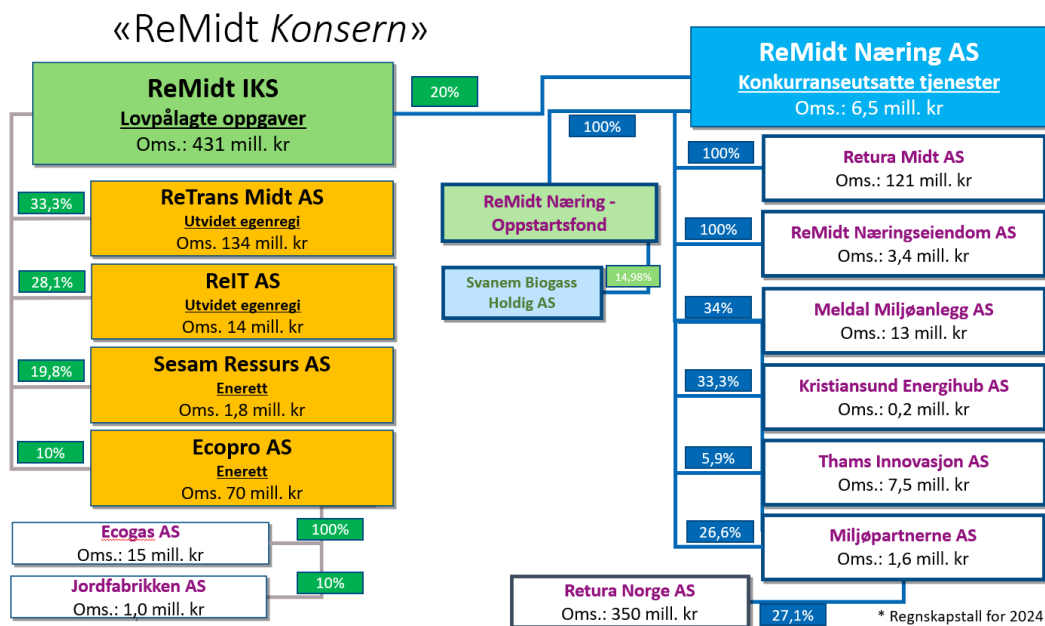 «ReMidt Konsern»
ReMidt IKS
Lovpålagte oppgaver
Oms.: 431 mill. kr
20%
ReMidt Næring AS
Konkurranseutsatte tjenester
Oms.: 6,5 mill. kr
33,3%
ReTrans Midt AS
Utvidet egenregi
Oms. 134 mill. kr
28,1%
ReIT AS
Utvidet egenregi
Oms. 14 mill. kr
19,8%
Sesam Ressurs AS
Enerett
Oms. 1,8 mill. kr
10%
Ecopro AS
Enerett
Oms. 70 mill. kr
Ecogas AS
Oms.: 15 mill. kr
100%
Jordfabrikken AS
Oms.: 1,0 mill. kr
10%
100%
ReMidt Næring -
Oppstartsfond
Svanem Biogass
Holdig AS
14,98%
100%
Retura Midt AS
Oms.: 121 mill. kr
100%
ReMidt Næringseiendom AS
Oms.: 3,4 mill. kr
34%
Meldal Miljøanlegg AS
Oms.: 13 mill. kr
33,3%
Kristiansund Energihub AS
Oms.: 0,2 mill. kr
5,9%
Thams Innovasjon AS
Oms.: 7,5 mill. kr
26,6%
Miljøpartnerne AS
Oms.: 1,6 mill. kr
Retura Norge AS
Oms.: 350 mill. kr
27,1%
* Regnskapstall for 2024